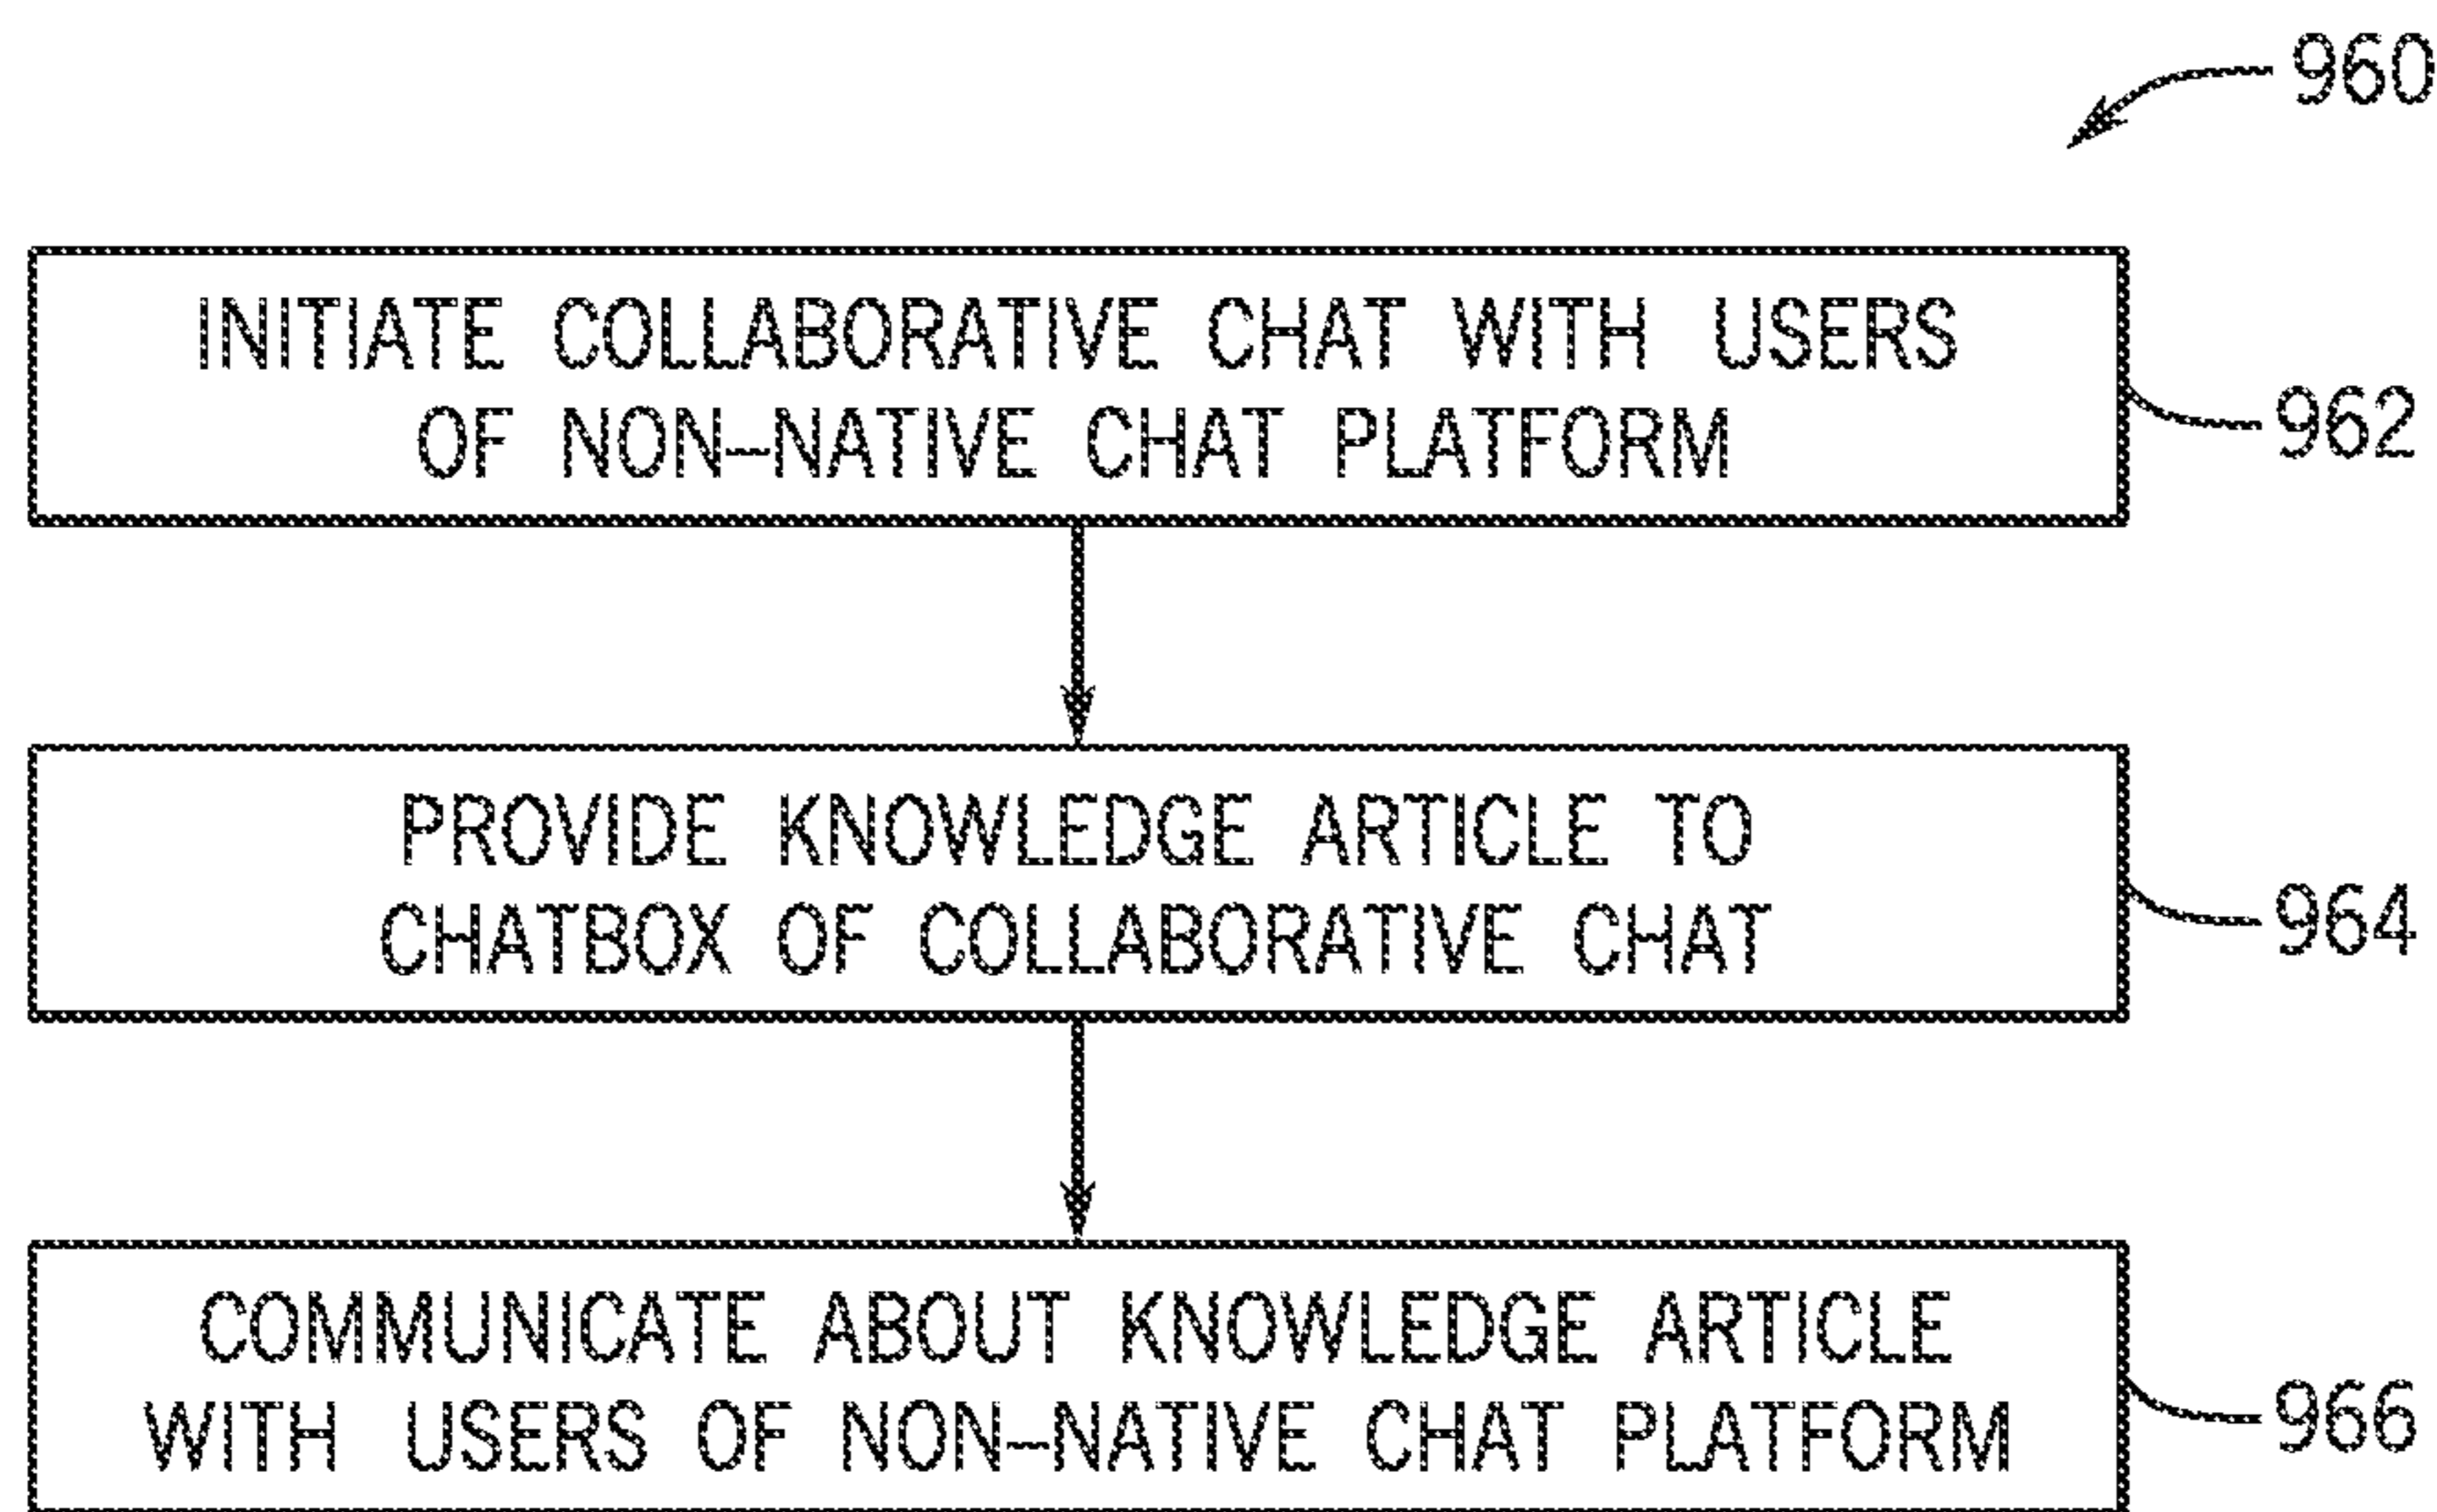 960
INITIATE COLLABORATIVE CHAT WITH USERS
OF NON-NATIVE CHAT PLATFORM
962
PROVIDE KNOWLEDGE ARTICLE TO
CHATBOX OF COLLABORATIVE CHAT
964
COMMUNICATE ABOUT KNOWLEDGE ARTICLE
WITH USERS OF NON-NATIVE CHAT PLATFORM
966